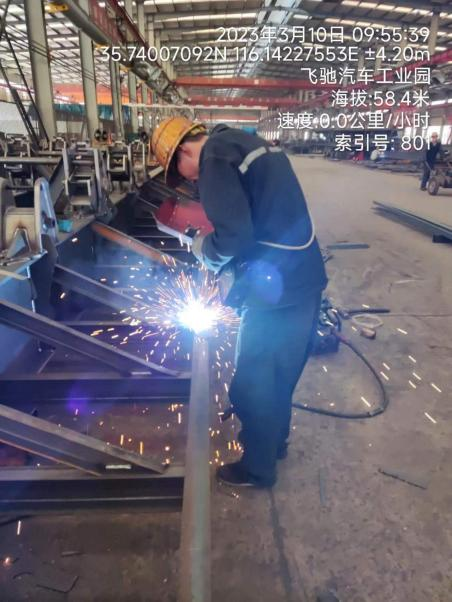 2023年3月10日 09:55:39
35.74007092N 116.14227553E ±4.20m
飞驰汽车工业园
海拔:58.4米
速度:0.0公里/小时
索引号: 801